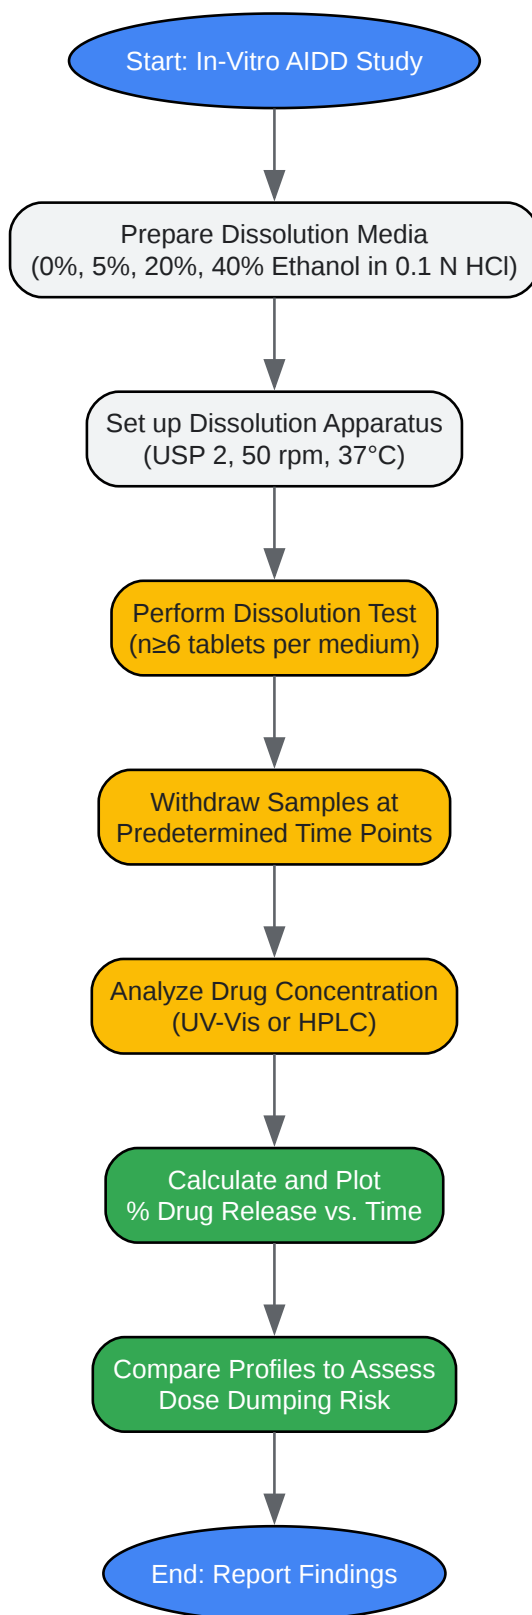 Start: In-Vitro AIDD Study
Prepare Dissolution Media
(0%, 5%, 20%, 40% Ethanol in 0.1 N HCl)
Set up Dissolution Apparatus
(USP 2, 50 rpm, 37°C)
Perform Dissolution Test
(n≥6 tablets per medium)
Withdraw Samples at
Predetermined Time Points
Analyze Drug Concentration
(UV-Vis or HPLC)
Calculate and Plot
% Drug Release vs. Time
Compare Profiles to Assess
Dose Dumping Risk
End: Report Findings